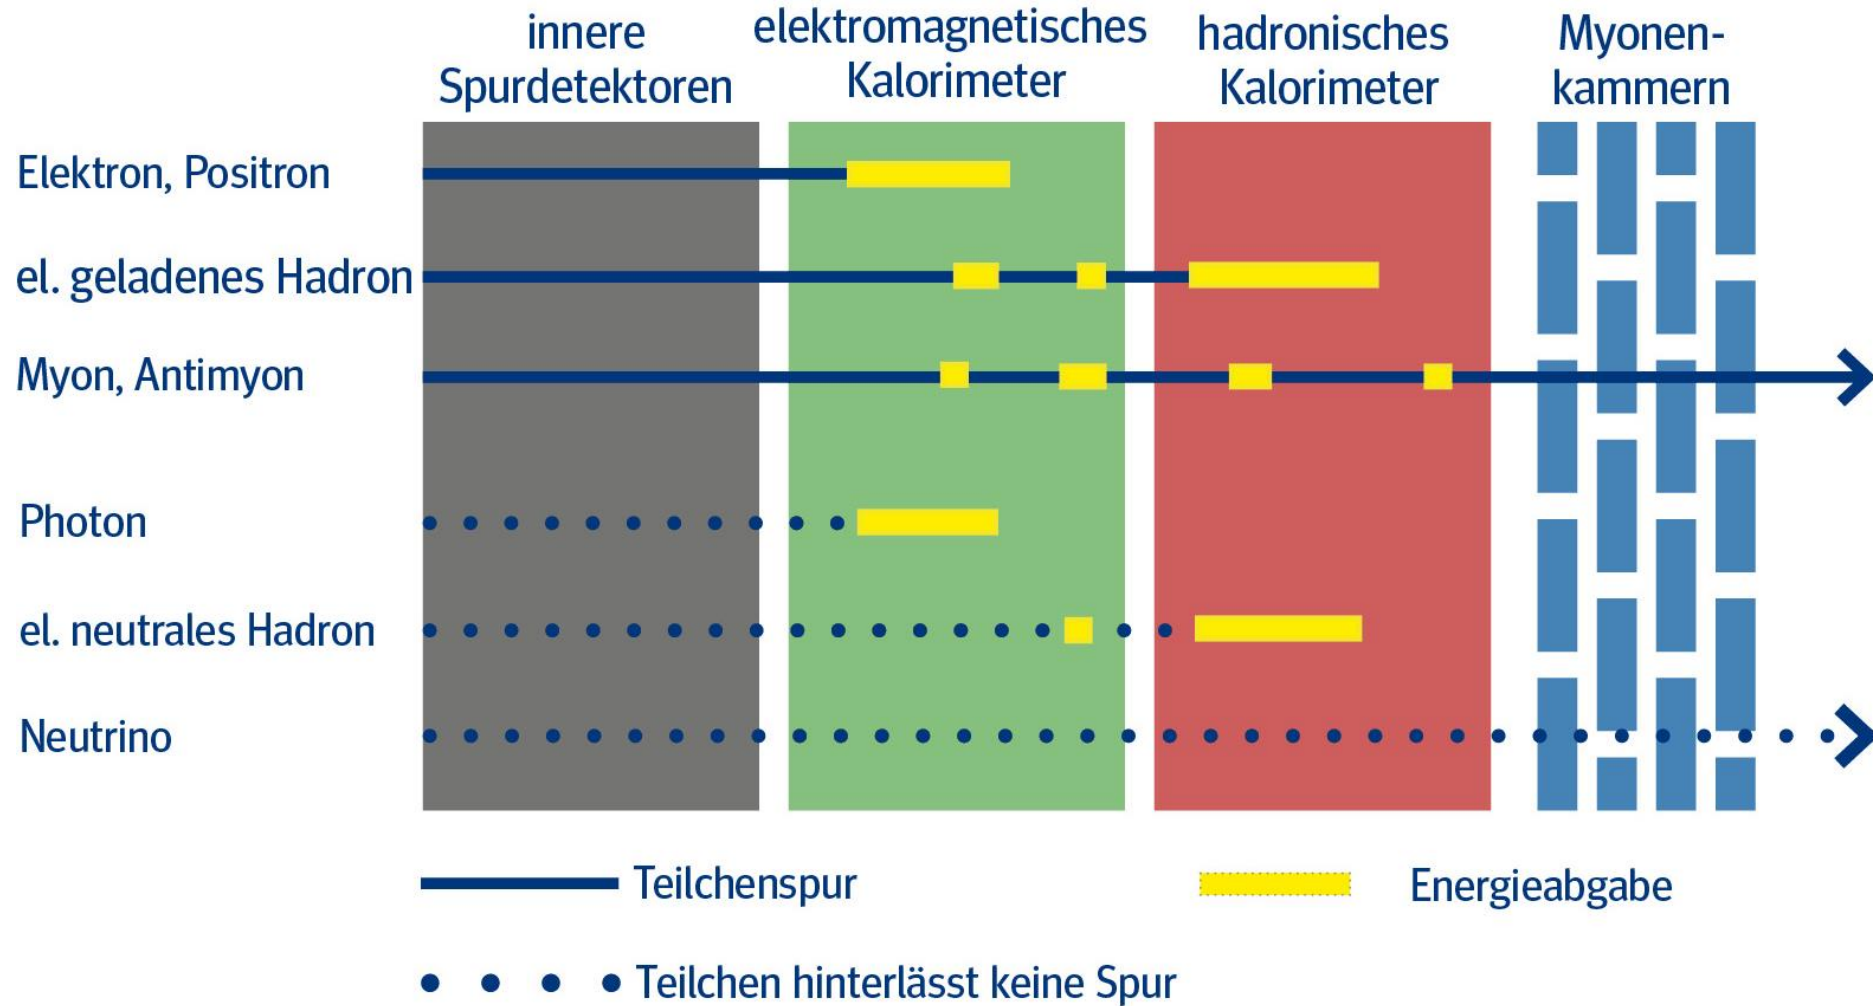 innere
Spurdetektoren
elektromagnetisches
Kalorimeter
hadronisches
Kalorimeter
Myonen-
kammern
Elektron, Positron
el. geladenes Hadron
Myon, Antimyon
Photon
el. neutrales Hadron
Neutrino
Teilchenspur
Energieabgabe
Teilchen hinterlässt keine Spur